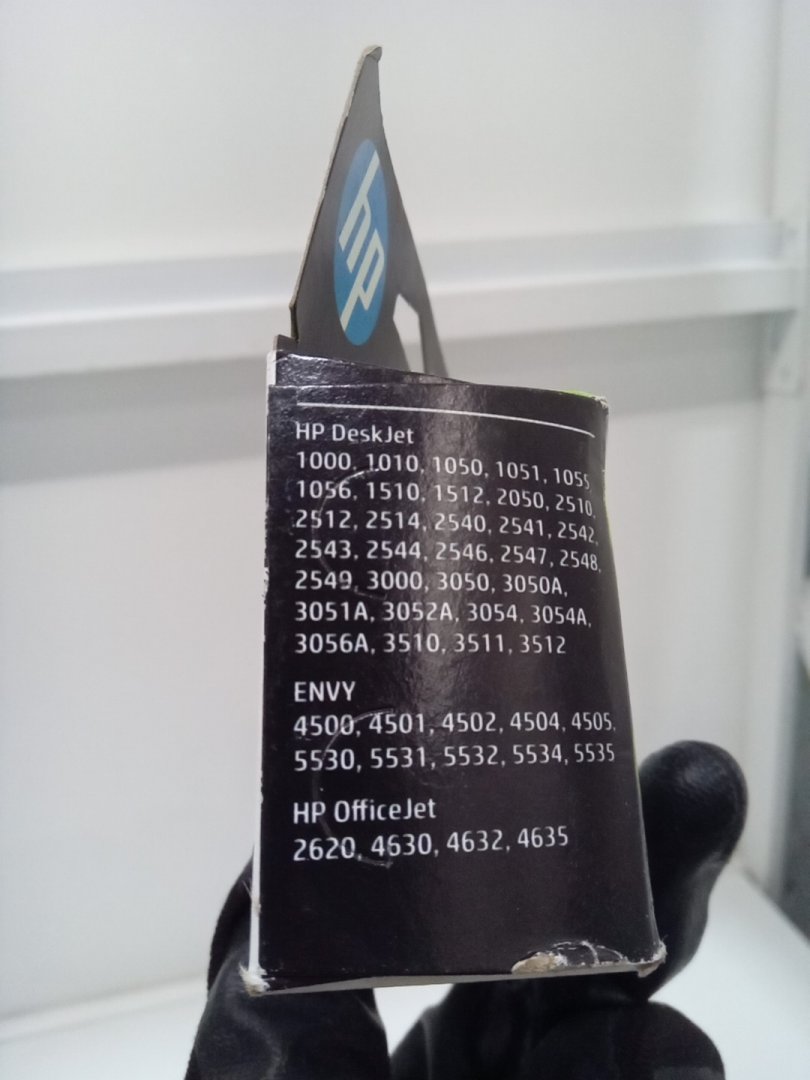 hp
HP DeskJet
1000, 1010, 1050, 1051, 1055,
1056, 1510, 1512, 2050, 2510,
2512, 2514, 2540, 2541, 2542,
2543, 2544, 2546, 2547, 2548,
2549, 3000, 3050, 3050A,
3051A, 3052A, 3054, 3054A,
3056A, 3510, 3511, 3512
ENVY
4500, 4501, 4502, 4504, 4505,
5530, 5531, 5532, 5534, 5535
HP OfficeJet
2620, 4630, 4632, 4635